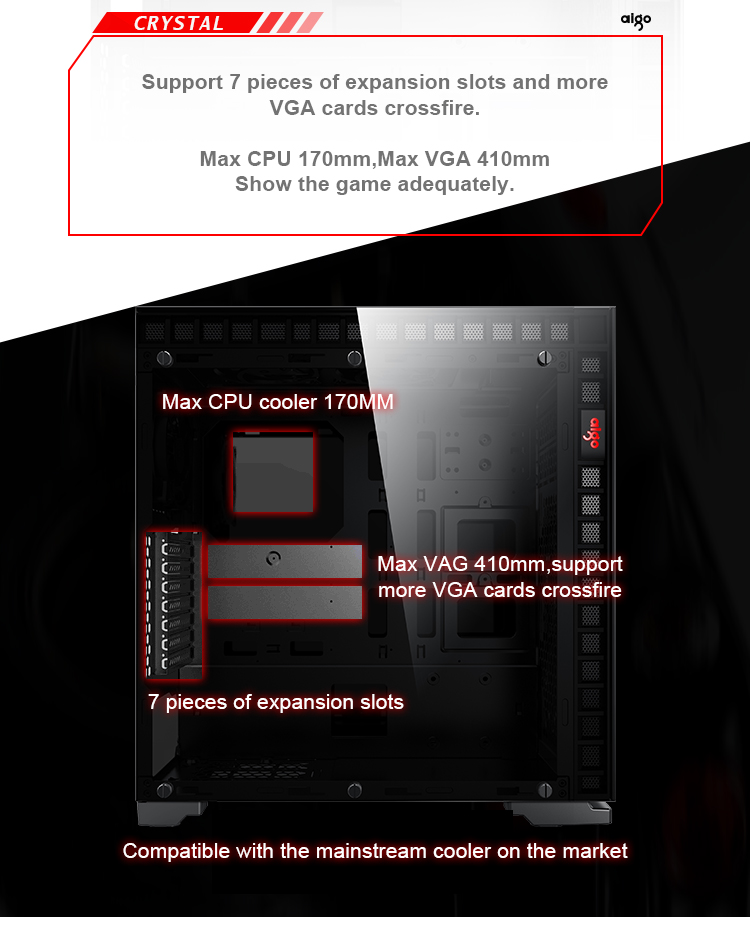 CRYSTAL
aigo
Support 7 pieces of expansion slots and more
VGA cards crossfire.
Max CPU 170mm,Max VGA 410mm
Show the game adequately.
aigo
Max CPU cooler 170MM
Max VAG 410mm,support
more VGA cards crossfire
7 pieces of expansion slots
Compatible with the mainstream cooler on the market